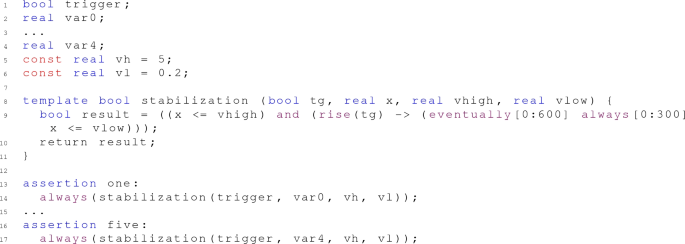 1 bool trigger;
2 real var0;
3 ...
4 real var4;
5 const real vh = 5;
6 const real vl = 0.2;
7
8 template bool stabilization (bool tg, real x, real vhigh, real vlow) {
9 bool result = ((x <= vhigh) and (rise(tg) -> (eventually[0:600] always[0:300]
x <= vlow)));
10 return result;
11 }
12
13 assertion one:
14 always(stabilization(trigger, var0, vh, vl));
15 ...
16 assertion five:
17 always(stabilization(trigger, var4, vh, vl));